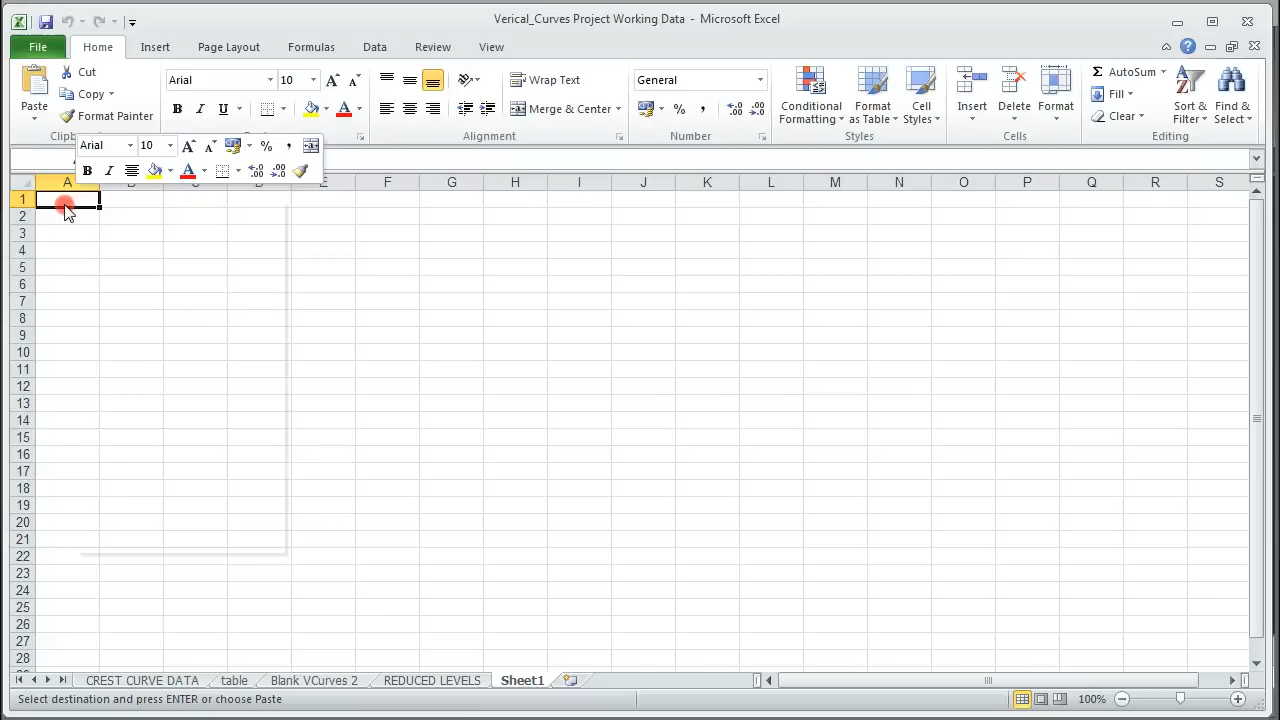 Verical_Curves Project Working Data - Microsoft Excel
File Home Insert Page Layout Formulas Data Review View
Paste
Cut
Copy
Format Painter
Arial 10
B I U
Wrap Text
Merge & Center
Alignment
General
%
Number
Conditional Formatting
Format as Table
Cell Styles
Styles
Insert
Delete
Format
Cells
AutoSum
Fill
Clear
Sort & Filter
Find & Select
Editing
Arial 10
%
B I
A B C D E F G H I J K L M N O P Q R S
1
2
3
4
5
6
7
8
9
10
11
12
13
14
15
16
17
18
19
20
21
22
23
24
25
26
27
28
CREST CURVE DATA table Blank VCurves 2 REDUCED LEVELS Sheet1
Select destination and press ENTER or choose Paste
100%